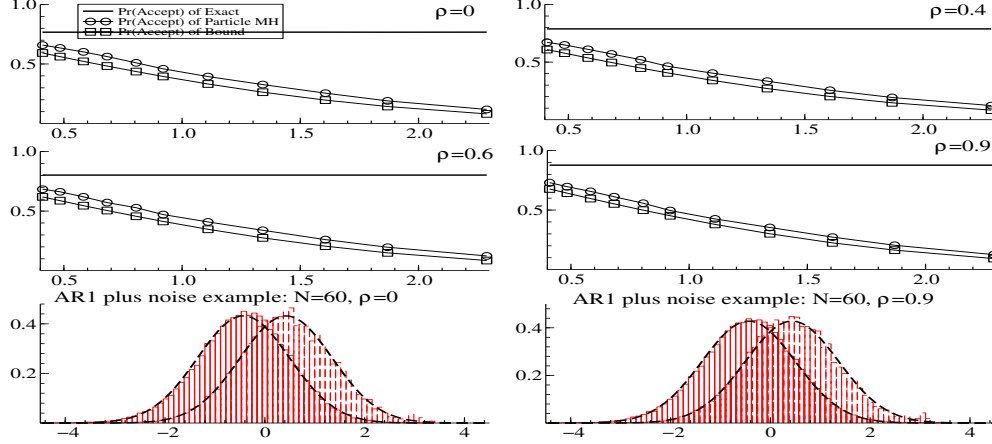 1.0
Pr(Accept) of Exact
Pr(Accept) of Particle MH
Pr(Accept) of Bound
ρ=0
0.5
0.5 1.0 1.5 2.0
1.0
ρ=0.4
0.5
0.5 1.0 1.5 2.0
1.0
ρ=0.6
0.5
0.5 1.0 1.5 2.0
1.0
ρ=0.9
0.5
0.5 1.0 1.5 2.0
AR1 plus noise example: N=60, ρ=0
0.4
0.2
−4 −2 0 2 4
AR1 plus noise example: N=60, ρ=0.9
0.4
0.2
−4 −2 0 2 4